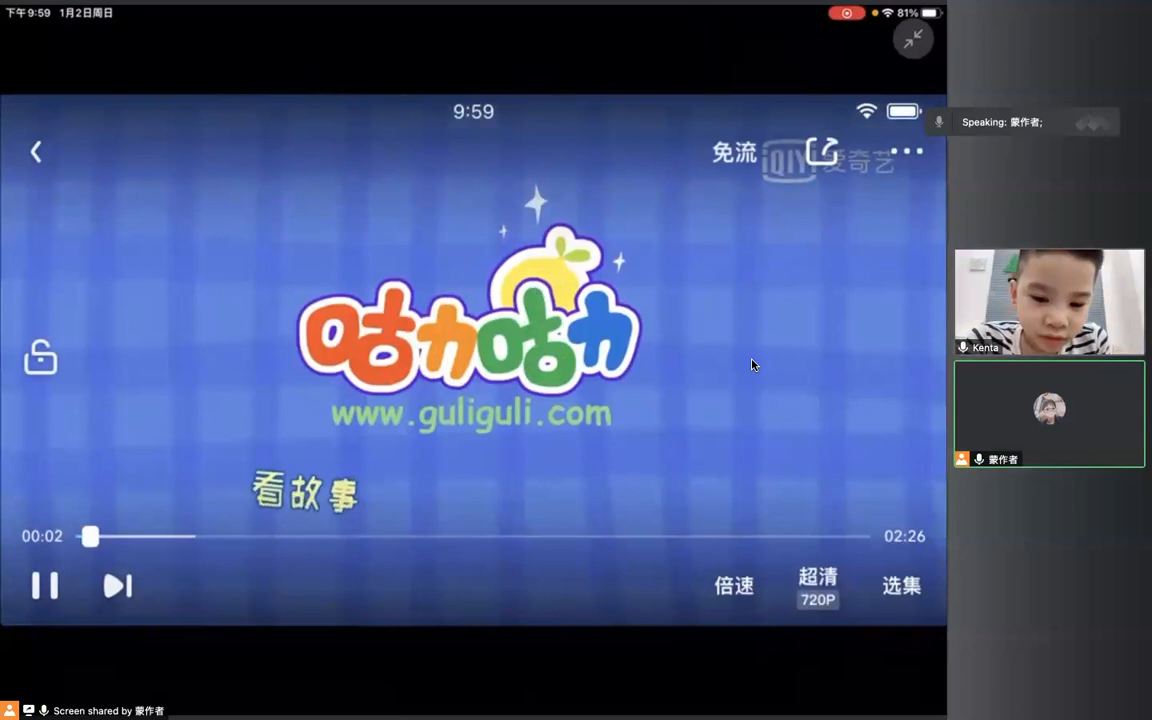 下午9:59 1月2日周日
81%
9:59
Speaking: 蒙作者;
免流
iQIYI 爱奇艺
咕力咕力
www.guliguli.com
看故事
Kenta
蒙作者
00:02
02:26
倍速
超清
720P
选集
Screen shared by 蒙作者